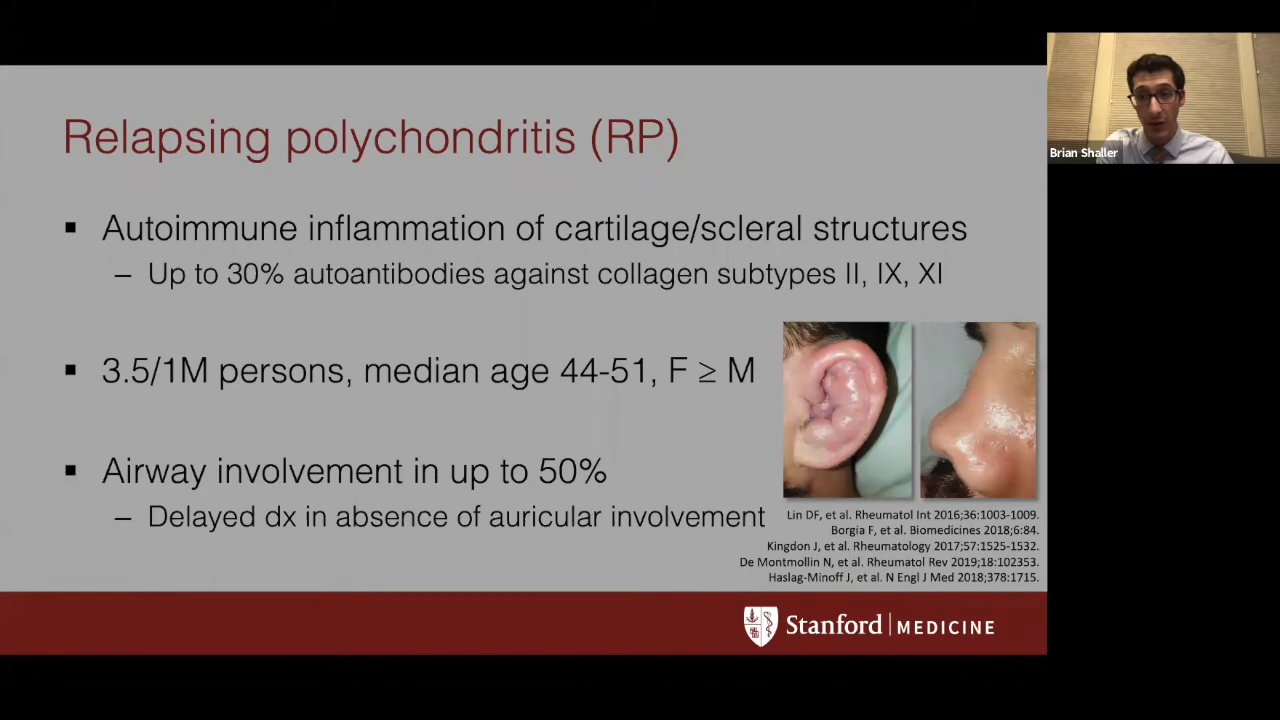 Relapsing polychondritis (RP)
▪ Autoimmune inflammation of cartilage/scleral structures
– Up to 30% autoantibodies against collagen subtypes II, IX, XI
▪ 3.5/1M persons, median age 44-51, F ≥ M
▪ Airway involvement in up to 50%
– Delayed dx in absence of auricular involvement
Lin DF, et al. Rheumatol Int 2016;36:1003-1009.
Borgia F, et al. Biomedicines 2018;6:84.
Kingdon J, et al. Rheumatology 2017;57:1525-1532.
De Montmollin N, et al. Rheumatol Rev 2019;18:102353.
Haslag-Minoff J, et al. N Engl J Med 2018;378:1715.
Stanford | MEDICINE
Brian Shaller